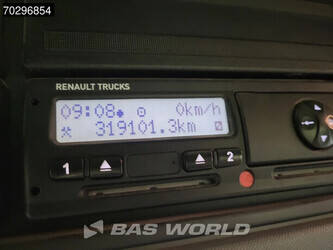 70296854
RENAULT TRUCKS
09:08 0km/h
319101.3km
1 2
BAS WORLD